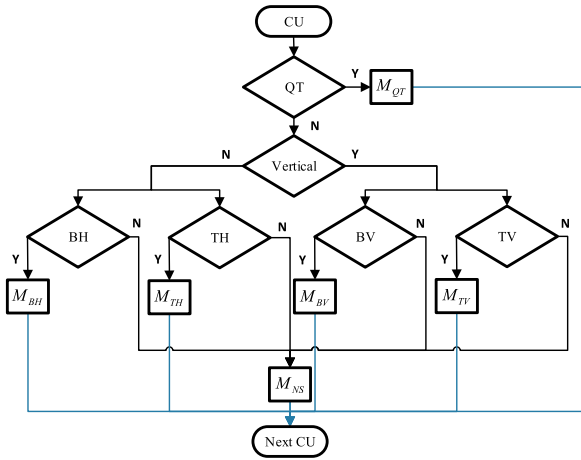 CU
QT
Y
M_QT
N
N
Vertical
Y
BH
N
TH
N
BV
N
TV
N
Y
Y
Y
Y
M_BH
M_TH
M_BV
M_TV
M_NS
Next CU